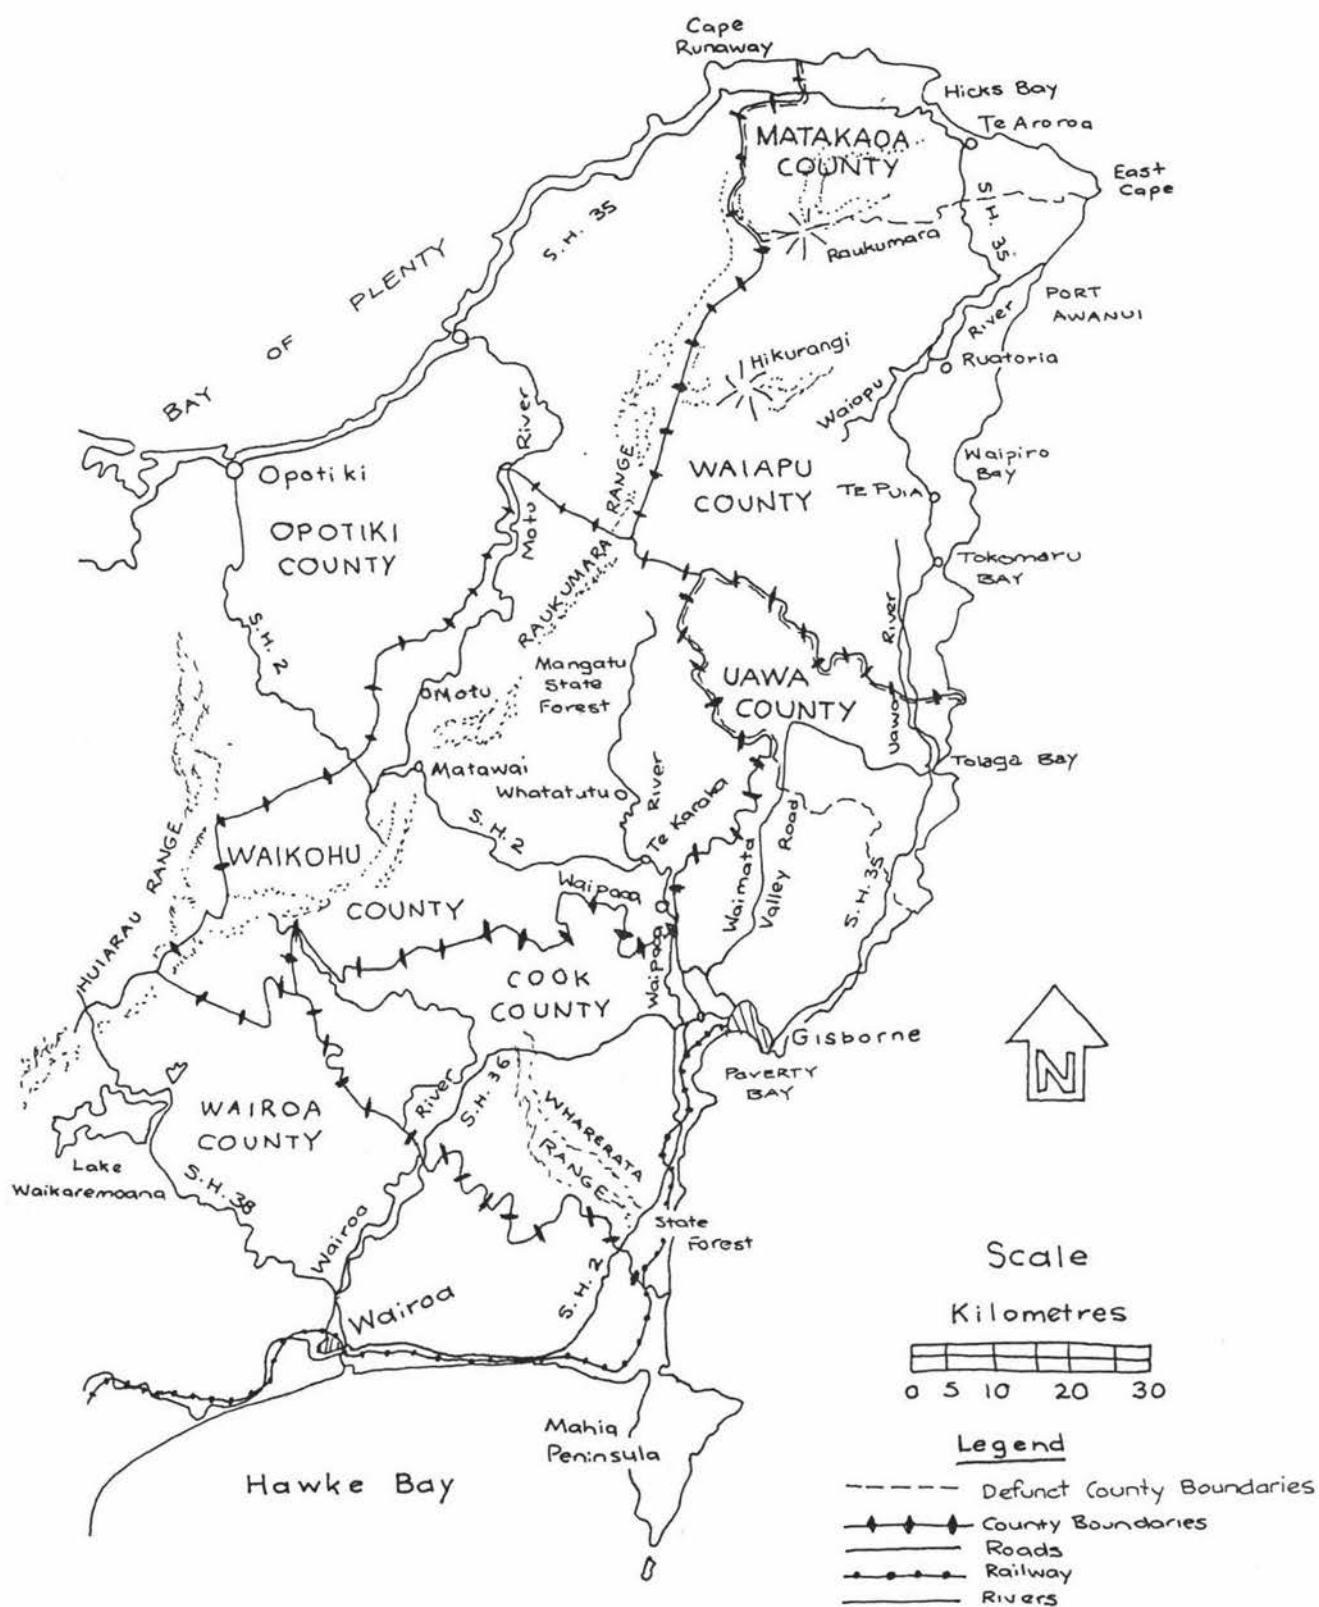 Cape
Runaway
Hicks Bay
Te Aroroa
MATAKAOA
COUNTY
East
Cape
S.H. 35
S.H. 35
Raukumara
BAY OF PLENTY
PORT
AWANUI
River
Ruatoria
Hikurangi
Waiapu
River
Motu
Opotiki
WAIAPU
COUNTY
Waipiro
Bay
TE PUIA
OPOTIKI
COUNTY
RAUKUMARA RANGE
Tokomaru
BAY
S.H. 2
River
Uawa
Mangatu
State
Forest
UAWA
COUNTY
Motu
Tolaga Bay
Matawai
Whatatutu
River
Te Karaka
S.H. 2
HUIARAU RANGE
WAIKOHU
COUNTY
Waipaoa
Waimata
Valley Road
S.H. 35
Waipaoa
COOK
COUNTY
Gisborne
POVERTY
BAY
N
River
S.H. 36
WHARERATA
RANGE
WAIROA
COUNTY
Lake
Waikaremoana
S.H. 38
Wairoa
State
Forest
S.H. 2
Wairoa
Scale
Kilometres
0 5 10 20 30
Mahia
Peninsula
Hawke Bay
Legend
Defunct County Boundaries
County Boundaries
Roads
Railway
Rivers